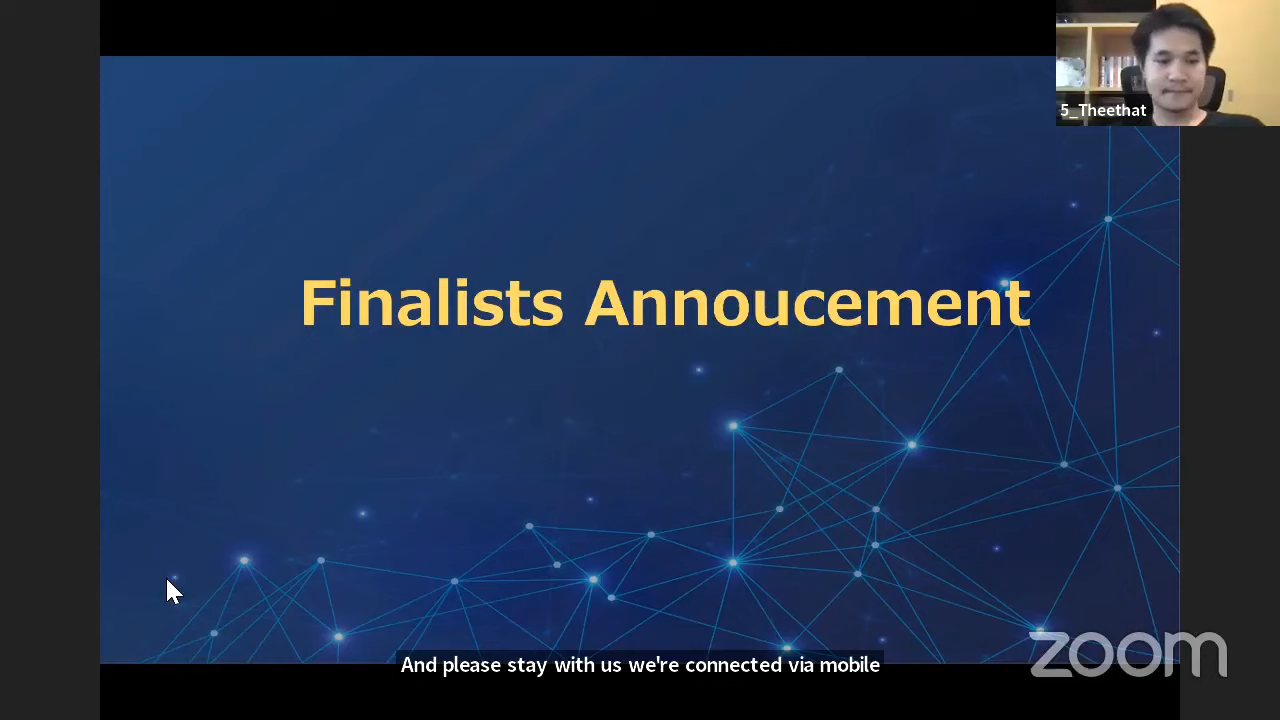 5_Theethat
Finalists Annoucement
And please stay with us we're connected via mobile
zoom